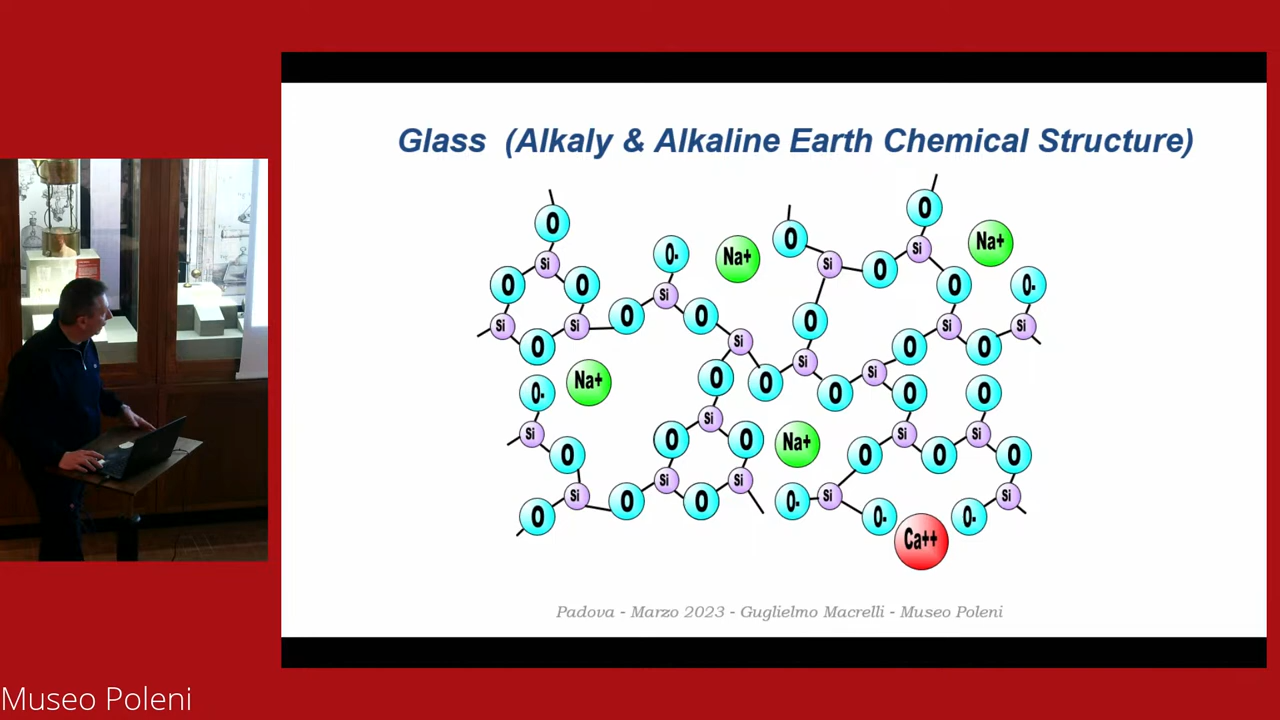 Glass (Alkaly & Alkaline Earth Chemical Structure)
O O O- Na+ O Si O Na+
O Si O Si O Si O O-
Si O Si O O Si O Si O Si
Na+ O O Si O Si O O
O- Si O Si O O Na+ O Si O Si O
O Si O Si O Si O- Si O- O- Si
Ca++
Padova - Marzo 2023 - Guglielmo Macrelli - Museo Poleni
Museo Poleni